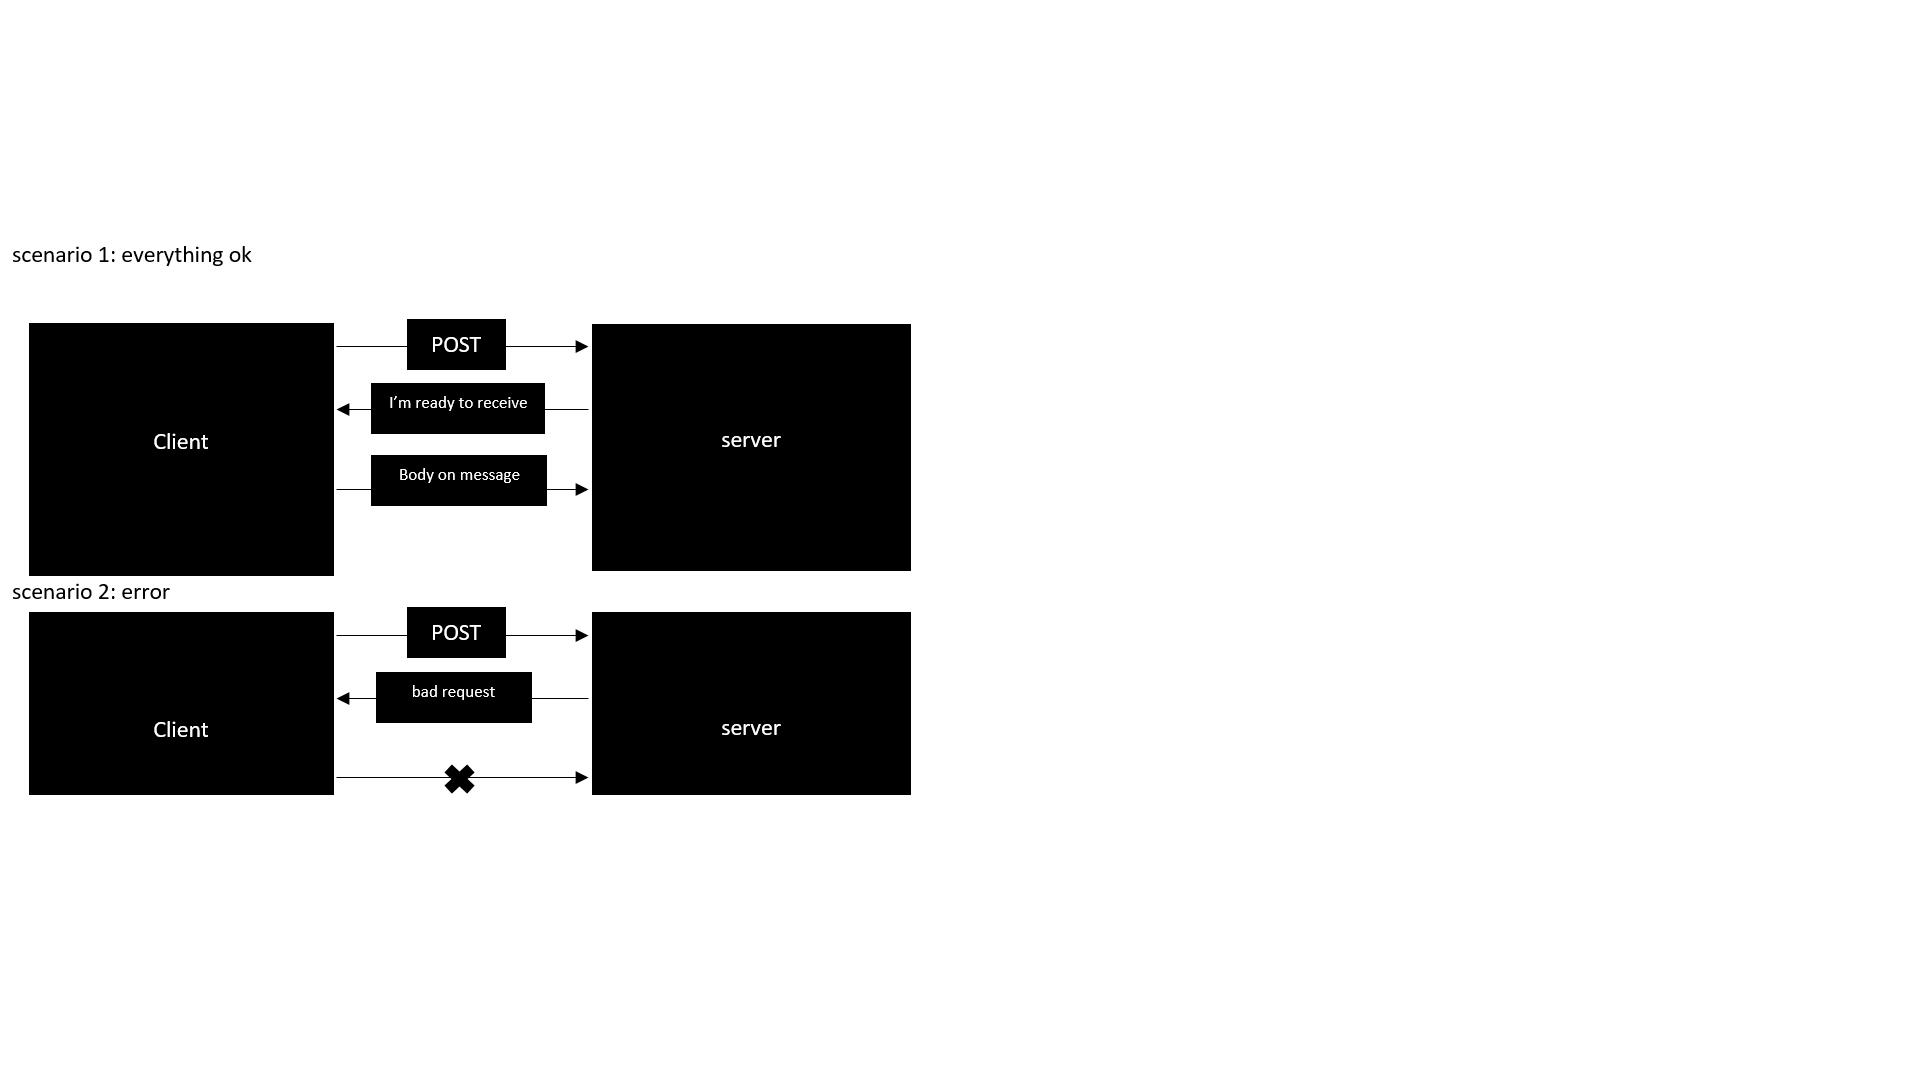 scenario 1: everything ok
POST
I'm ready to receive
Client
server
Body on message
scenario 2: error
POST
bad request
Client
server